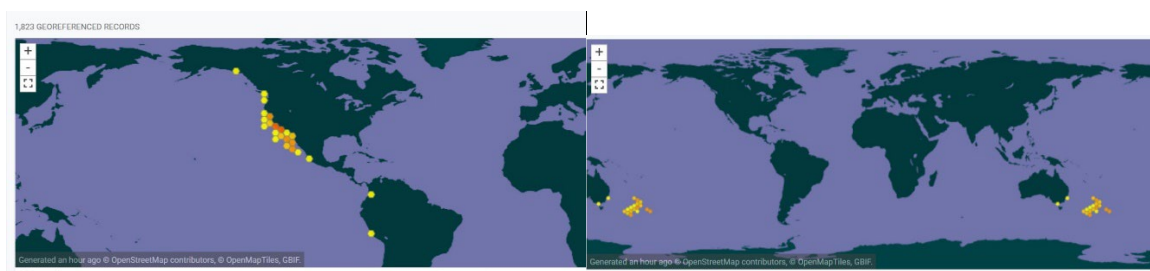 1,823 GEOREFERENCED RECORDS
+
-
Generated an hour ago © OpenStreetMap contributors, © OpenMapTiles, GBIF.
+
-
Generated an hour ago © OpenStreetMap contributors, © OpenMapTiles, GBIF.